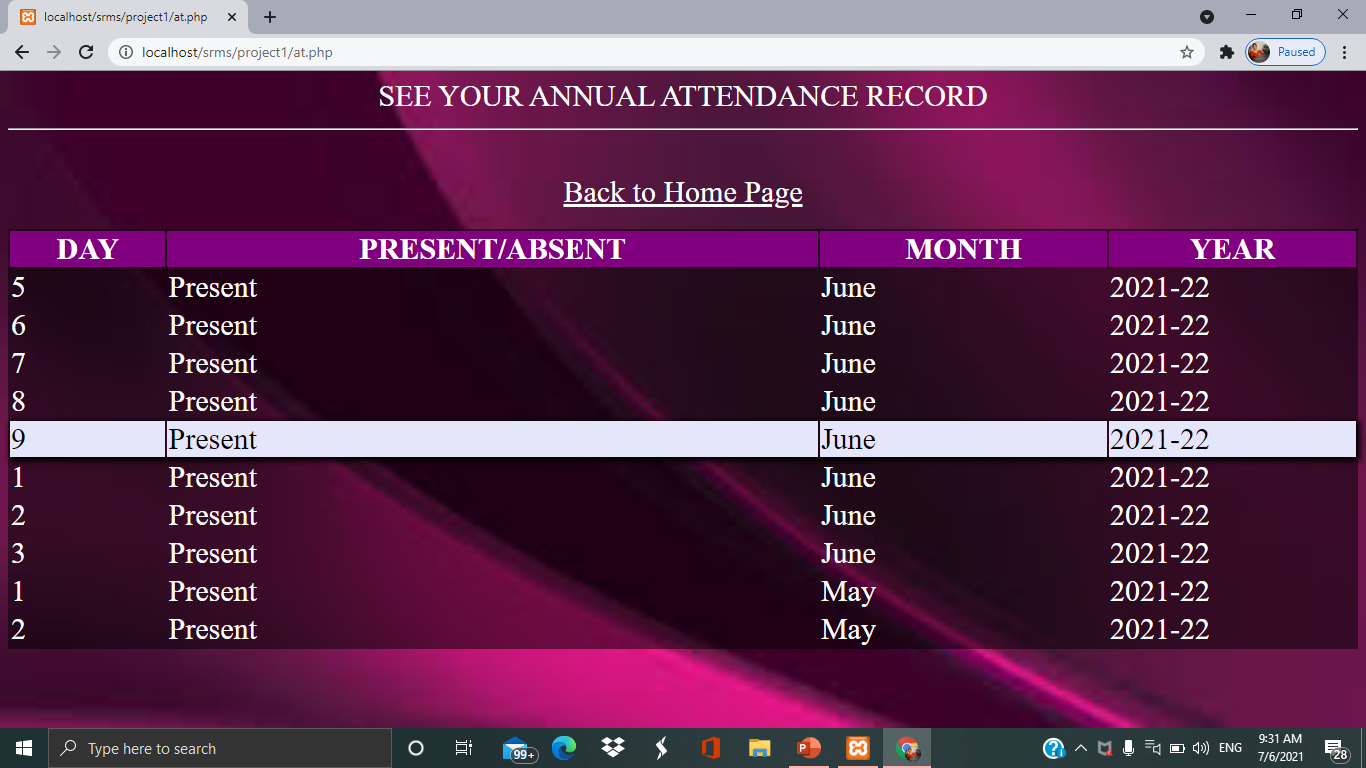 localhost/srms/project1/at.php
localhost/srms/project1/at.php
Paused
SEE YOUR ANNUAL ATTENDANCE RECORD
Back to Home Page
DAY PRESENT/ABSENT MONTH YEAR
5 Present June 2021-22
6 Present June 2021-22
7 Present June 2021-22
8 Present June 2021-22
9 Present June 2021-22
1 Present June 2021-22
2 Present June 2021-22
3 Present June 2021-22
1 Present May 2021-22
2 Present May 2021-22
Type here to search
99+
ENG
9:31 AM
7/6/2021
28